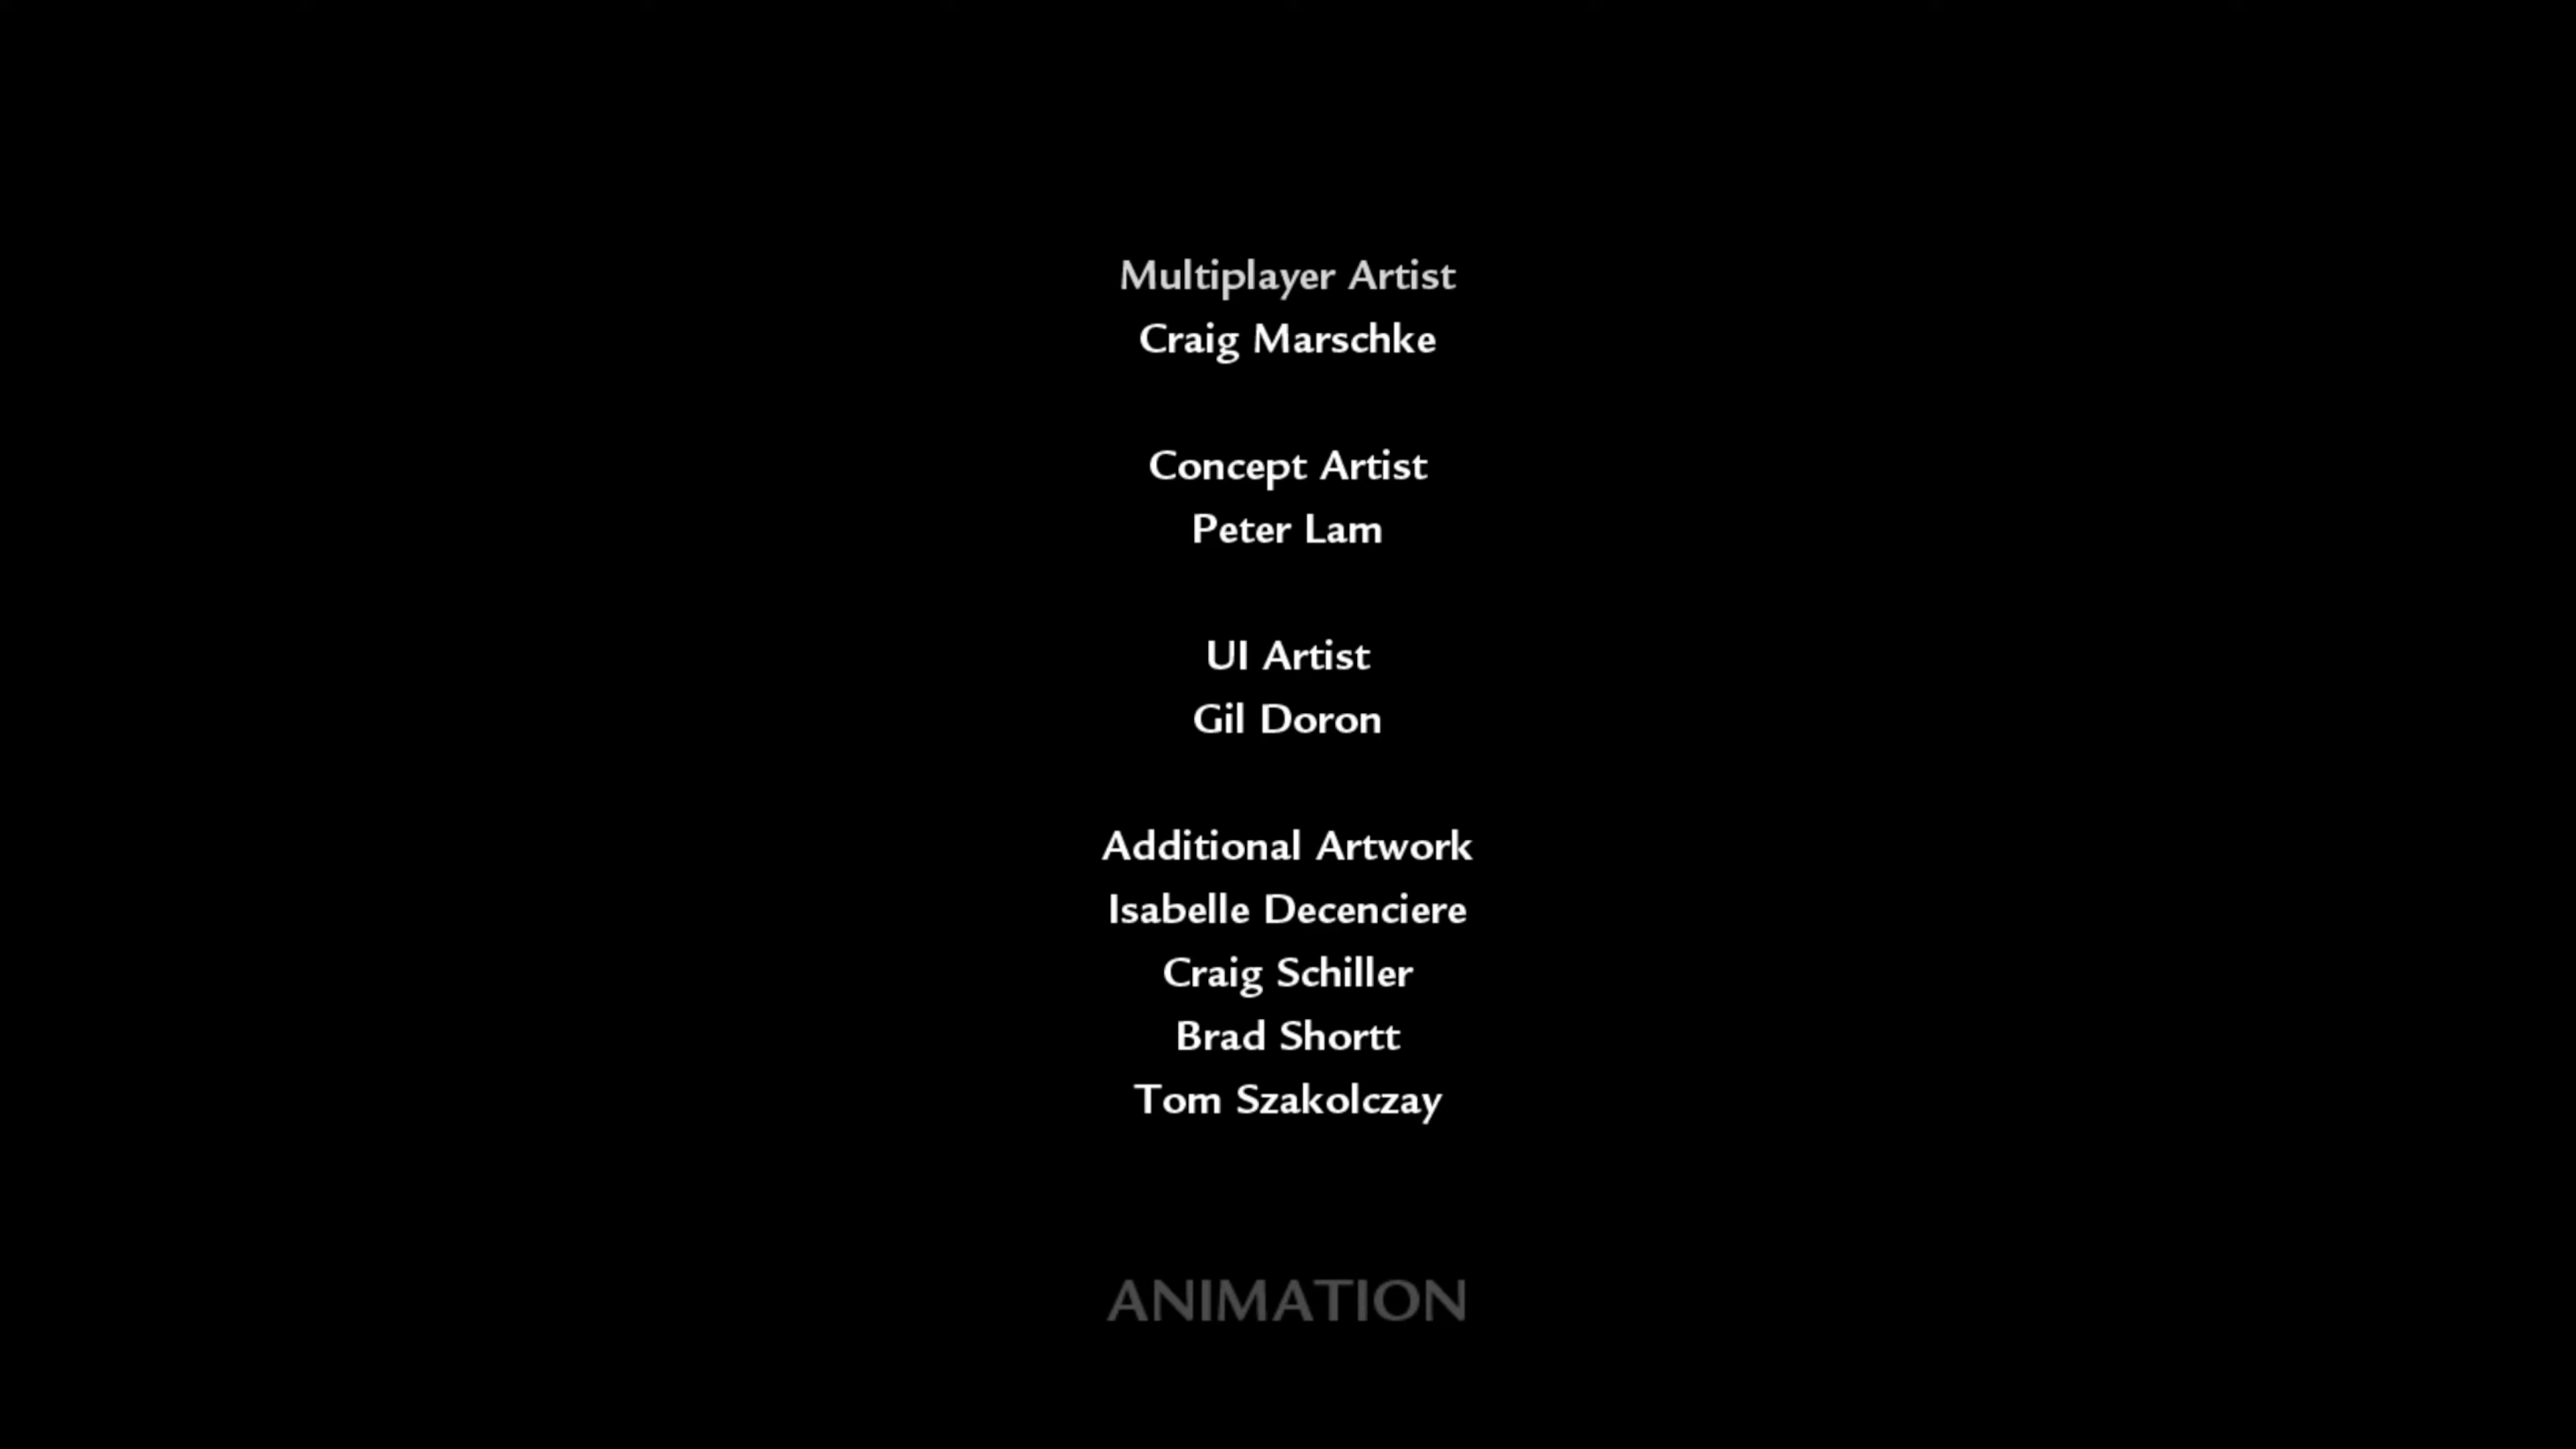 Multiplayer Artist
Craig Marschke
Concept Artist
Peter Lam
UI Artist
Gil Doron
Additional Artwork
Isabelle Decenciere
Craig Schiller
Brad Shortt
Tom Szakolczay
ANIMATION